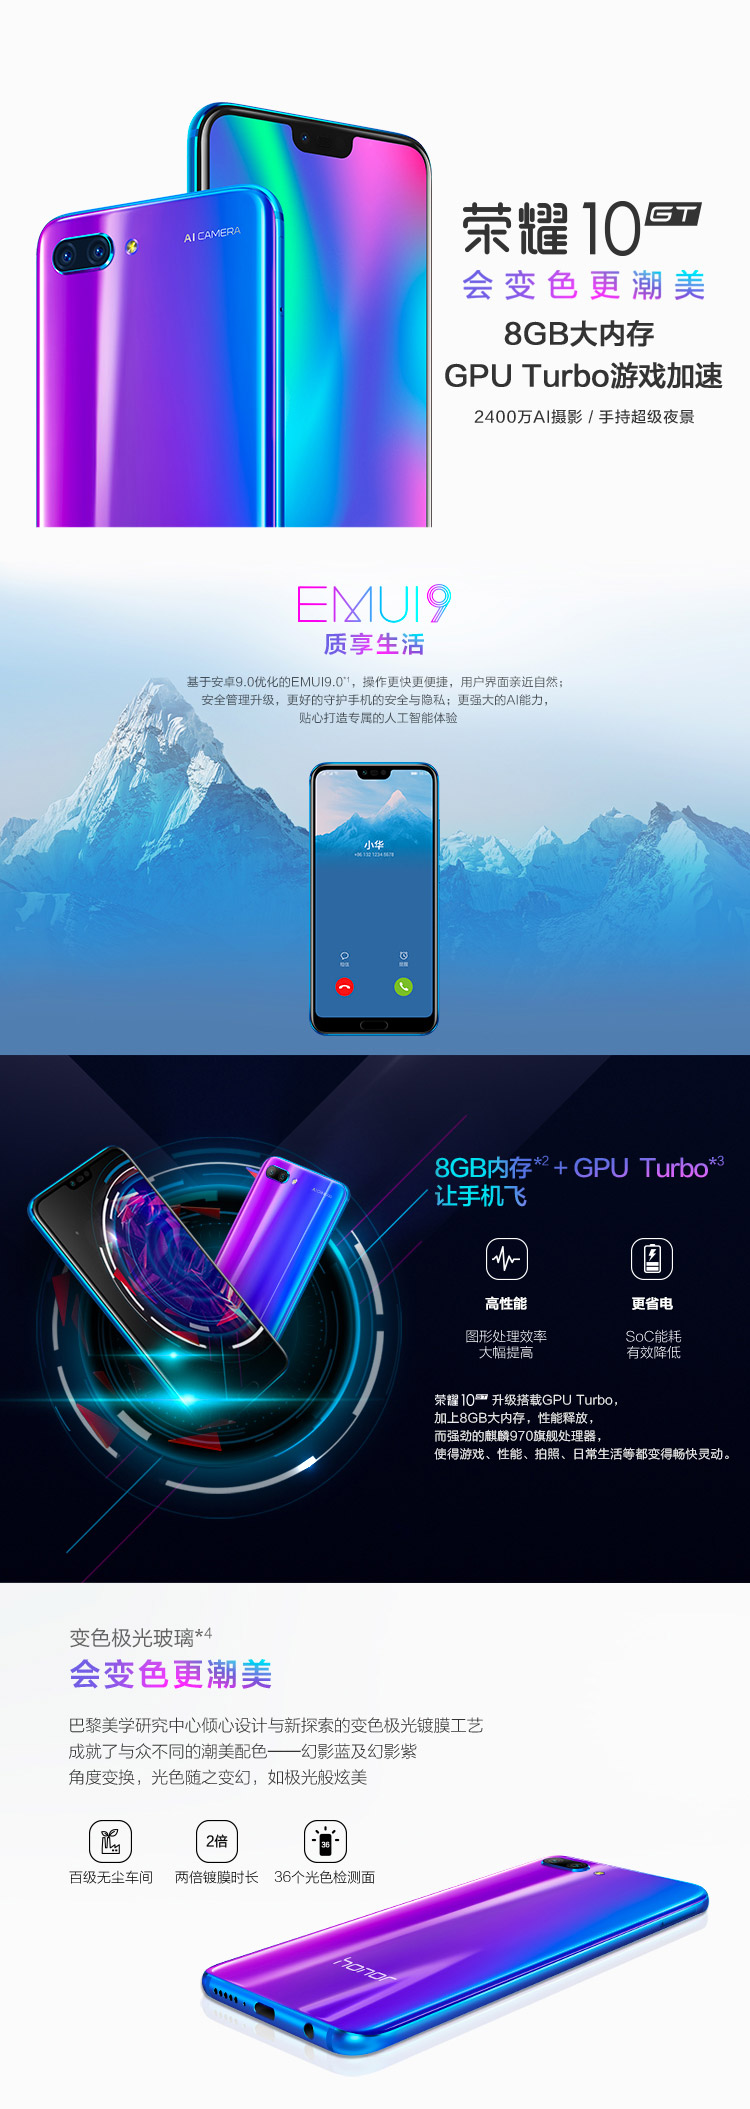 AI CAMERA
荣耀10 GT
会变色更潮美
8GB大内存
GPU Turbo游戏加速
2400万AI摄影 / 手持超级夜景
EMUI9
质享生活
基于安卓9.0优化的EMUI9.0*1，操作更快更便捷，用户界面亲近自然；
安全管理升级，更好的守护手机的安全与隐私；更强大的AI能力，
贴心打造专属的人工智能体验
小华
+86 132 1234 5678
短信
提醒
8GB内存*2 + GPU Turbo*3
让手机飞
高性能
更省电
图形处理效率
大幅提高
SoC能耗
有效降低
荣耀10 GT 升级搭载GPU Turbo，
加上8GB大内存，性能释放，
而强劲的麒麟970旗舰处理器，
使得游戏、性能、拍照、日常生活等都变得畅快灵动。
AI CAMERA
变色极光玻璃*4
会变色更潮美
巴黎美学研究中心倾心设计与新探索的变色极光镀膜工艺
成就了与众不同的潮美配色——幻影蓝及幻影紫
角度变换，光色随之变幻，如极光般炫美
2倍
36
百级无尘车间
两倍镀膜时长
36个光色检测面
honor